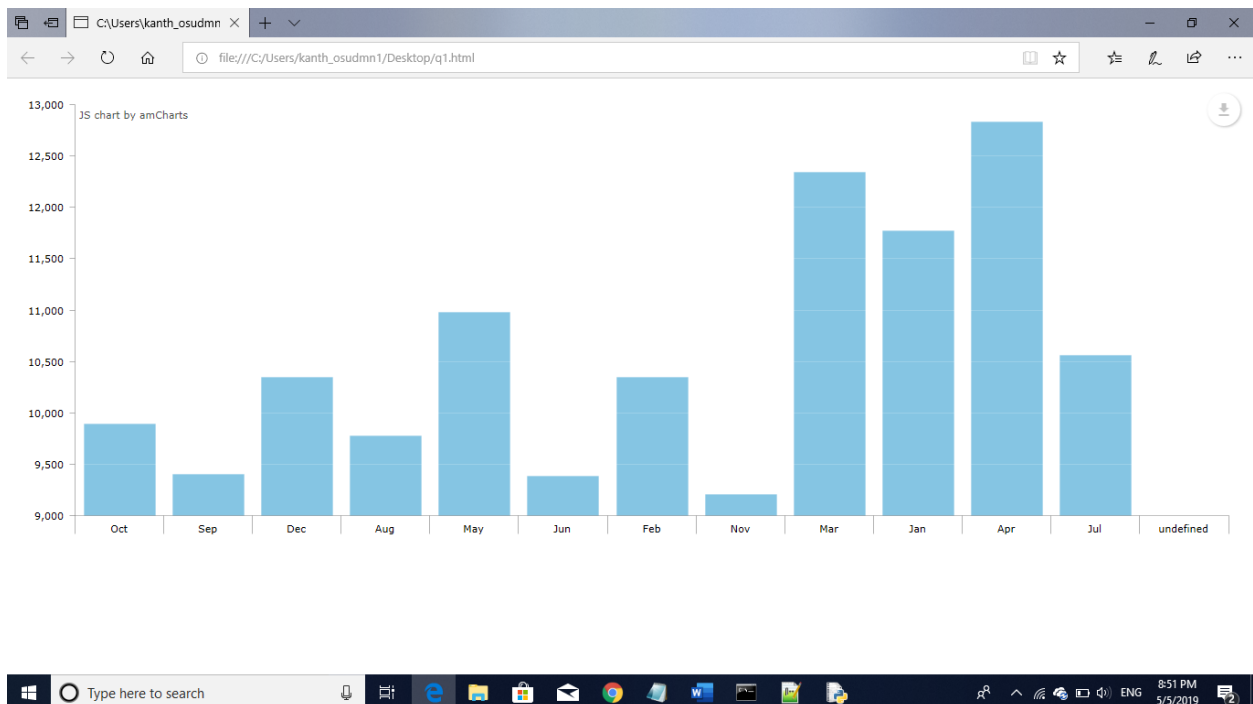 C:\Users\kanth_osudmn
file:///C:/Users/kanth_osudmn1/Desktop/q1.html
13,000
JS chart by amCharts
12,500
12,000
11,500
11,000
10,500
10,000
9,500
9,000
Oct Sep Dec Aug May Jun Feb Nov Mar Jan Apr Jul undefined
Type here to search
ENG
8:51 PM
5/5/2019
2